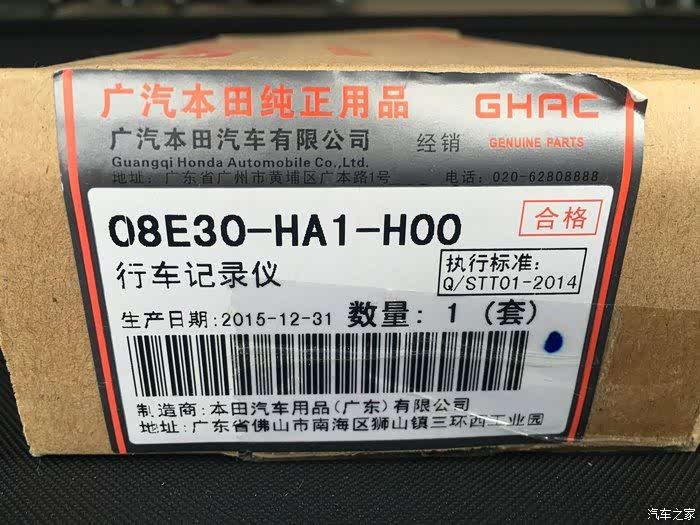 广汽本田纯正用品 GHAC
广汽本田汽车有限公司 经销 GENUINE PARTS
Guangqi Honda Automobile Co.,Ltd.
地址：广东省广州市黄埔区广本路1号 电话：020-62808888
08E30-HA1-H00 合格
行车记录仪 执行标准：
Q/STT01-2014
生产日期:2015-12-31 数量: 1 (套)
制造商:本田汽车用品(广东)有限公司
地址:广东省佛山市南海区狮山镇三环西工业园
汽车之家